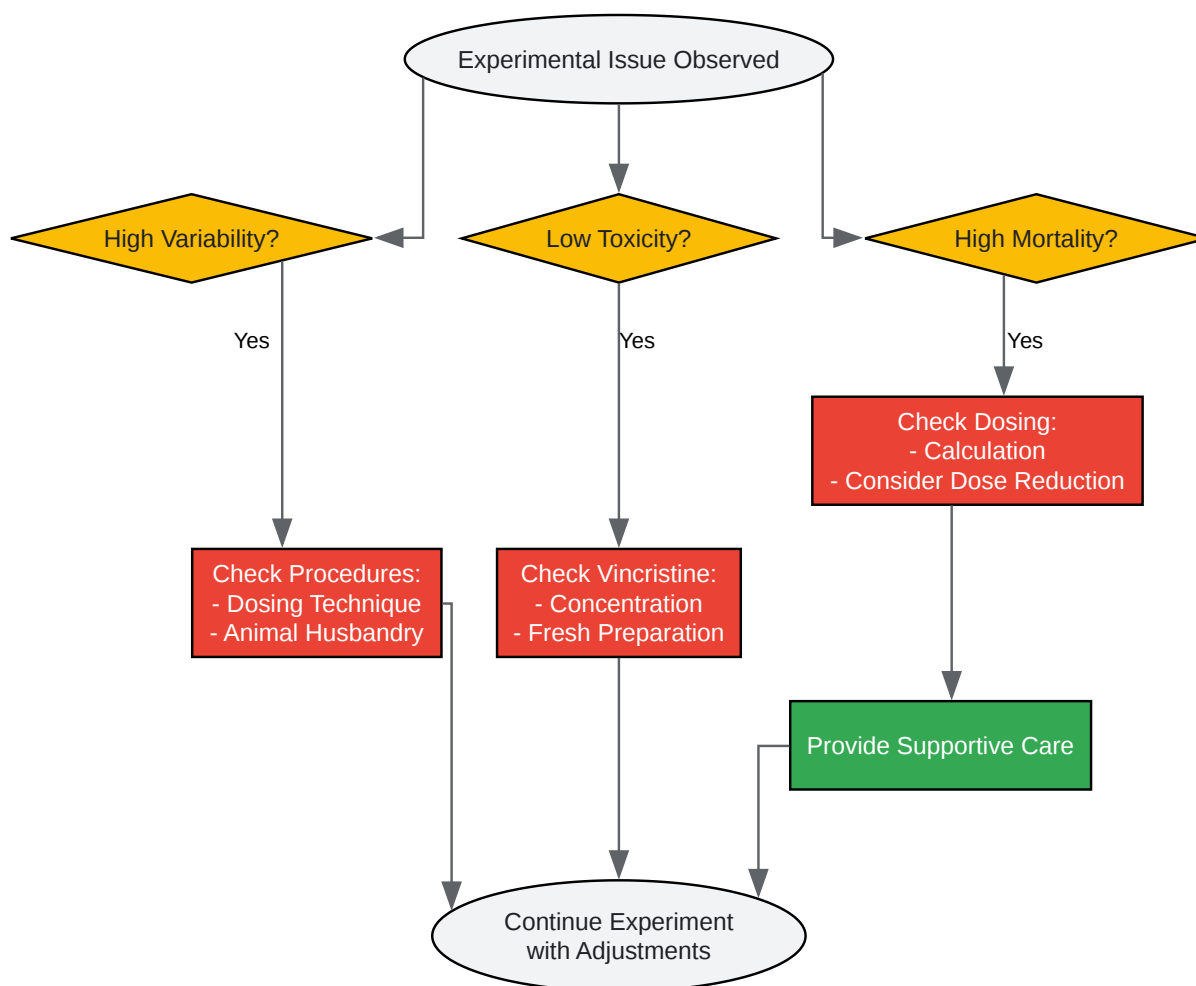 Experimental Issue Observed
High Variability?
Low Toxicity?
High Mortality?
Yes
Yes
Yes
Check Dosing:
- Calculation
- Consider Dose Reduction
Check Procedures:
- Dosing Technique
- Animal Husbandry
Check Vincristine:
- Concentration
- Fresh Preparation
Provide Supportive Care
Continue Experiment
with Adjustments